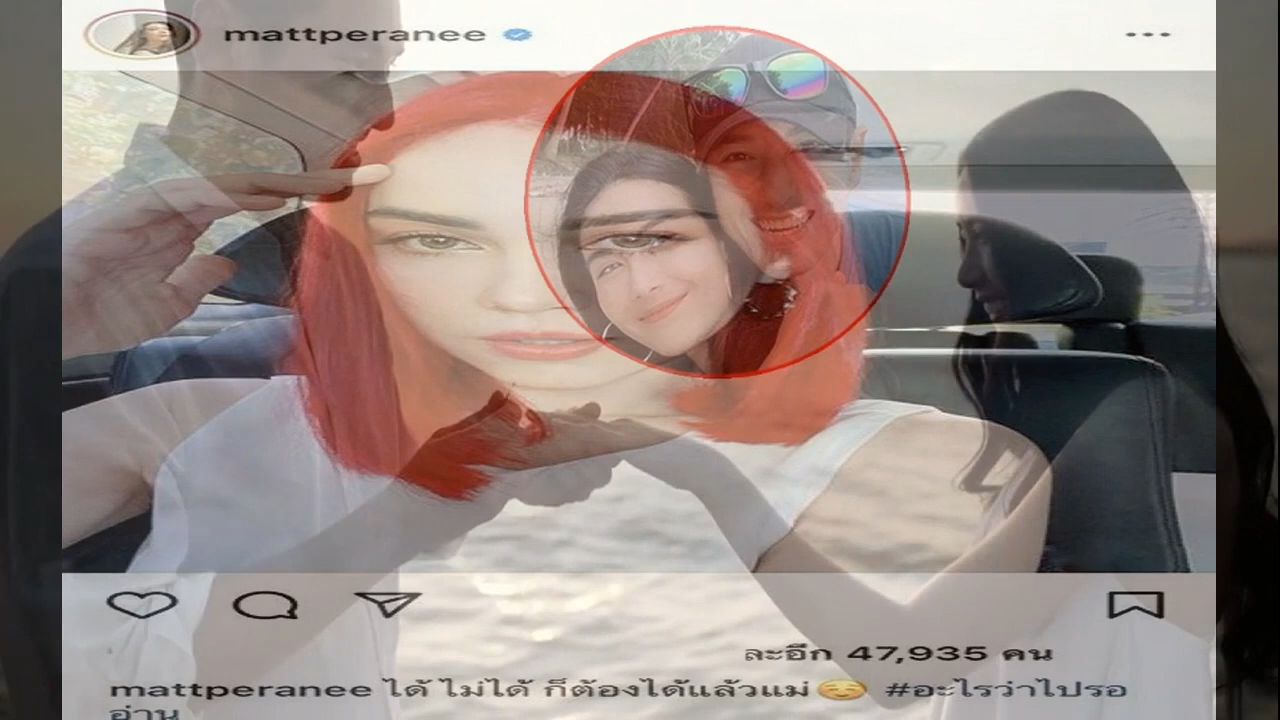 mattperanee
ละอีก 47,935 คน
mattperanee ได้ ไม่ได้ ก็ต้องได้แล้วแม่ ☺️ #อะไรว่าไปรอ
อ่าน